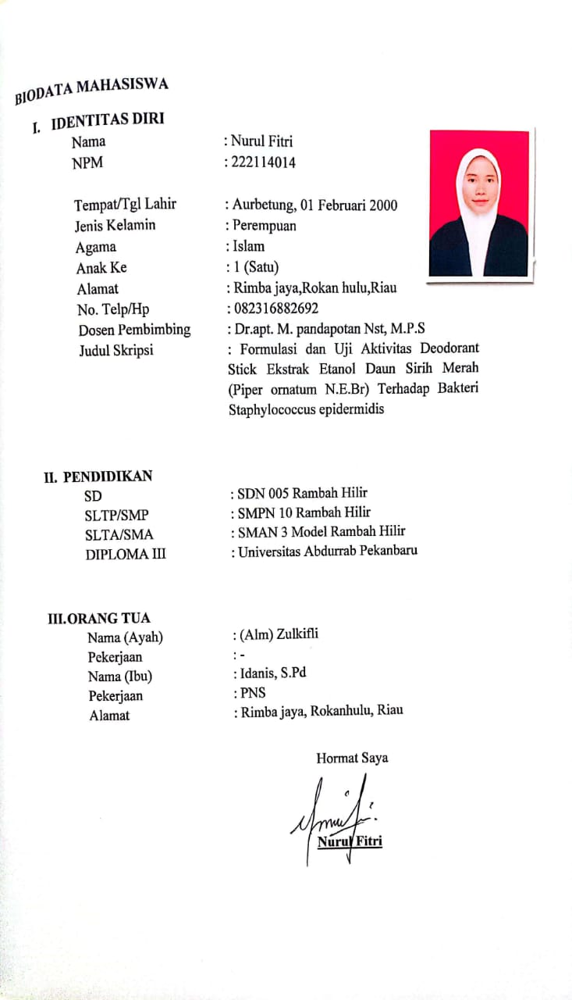 BIODATA MAHASISWA
I. IDENTITAS DIRI
Nama : Nurul Fitri
NPM : 222114014
Tempat/Tgl Lahir : Aurbetung, 01 Februari 2000
Jenis Kelamin : Perempuan
Agama : Islam
Anak Ke : 1 (Satu)
Alamat : Rimba jaya,Rokan hulu,Riau
No. Telp/Hp : 082316882692
Dosen Pembimbing : Dr.apt. M. pandapotan Nst, M.P.S
Judul Skripsi : Formulasi dan Uji Aktivitas Deodorant
Stick Ekstrak Etanol Daun Sirih Merah
(Piper ornatum N.E.Br) Terhadap Bakteri
Staphylococcus epidermidis
II. PENDIDIKAN
SD : SDN 005 Rambah Hilir
SLTP/SMP : SMPN 10 Rambah Hilir
SLTA/SMA : SMAN 3 Model Rambah Hilir
DIPLOMA III : Universitas Abdurrab Pekanbaru
III.ORANG TUA
Nama (Ayah) : (Alm) Zulkifli
Pekerjaan : -
Nama (Ibu) : Idanis, S.Pd
Pekerjaan : PNS
Alamat : Rimba jaya, Rokanhulu, Riau
Hormat Saya
Nurul Fitri